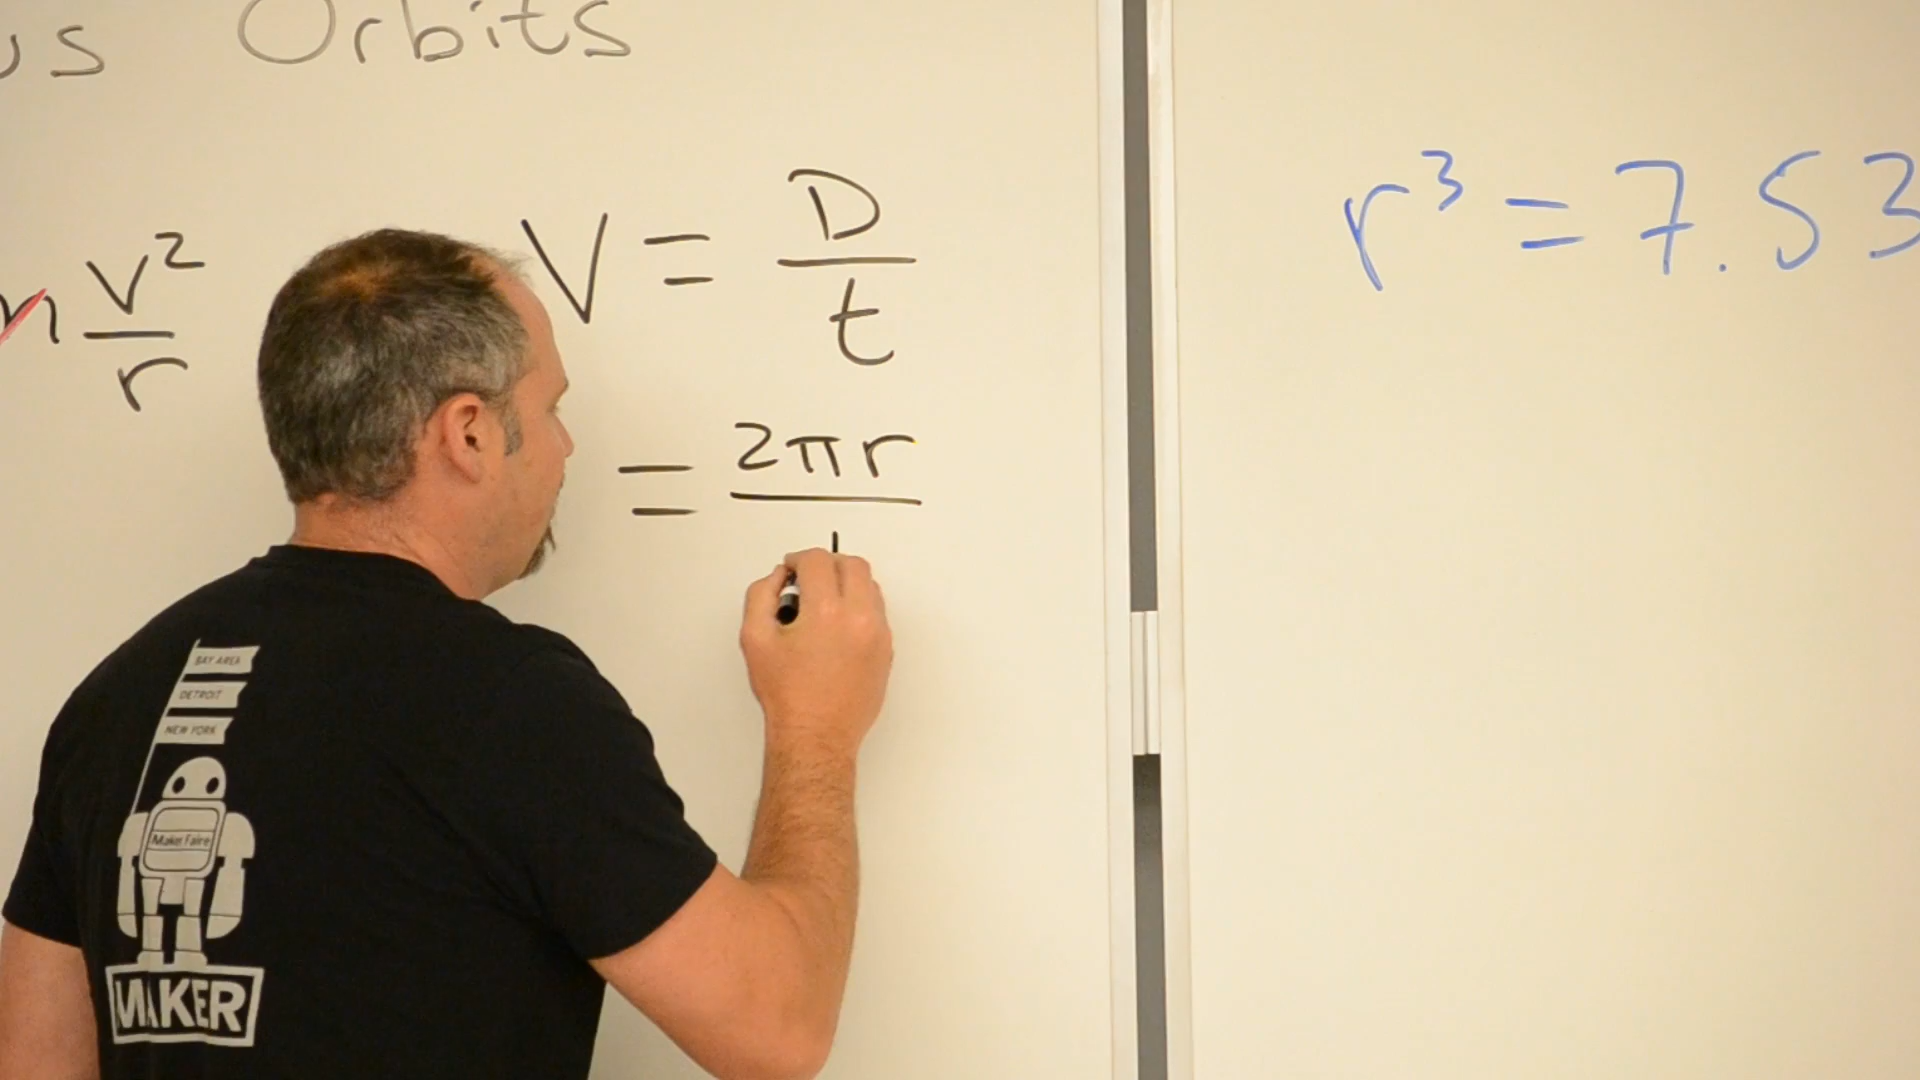 us Orbits
m v²/r
V = D/t
= 2πr/
r³ = 7.53
BAY AREA
DETROIT
NEW YORK
Maker Faire
MAKER